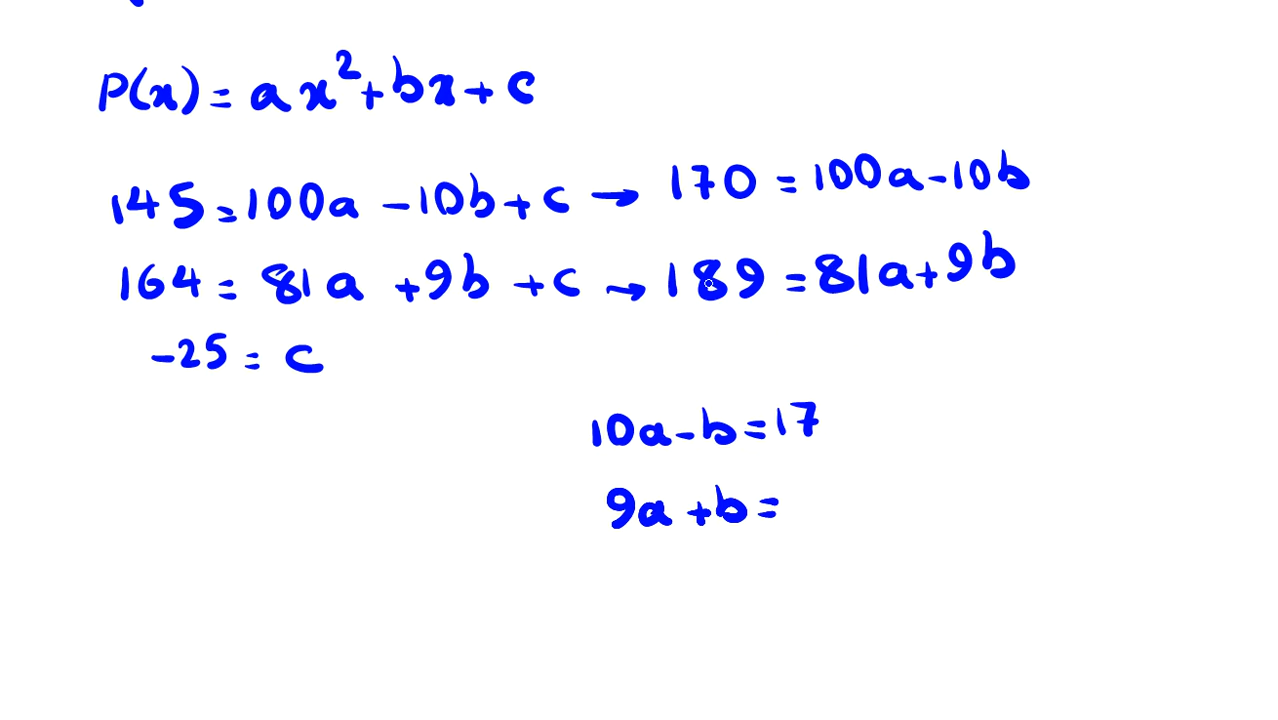 P(x) = ax²+bx+c
145 = 100a - 10b + c → 170 = 100a - 10b
164 = 81a + 9b + c → 189 = 81a + 9b
-25 = c
10a - b = 17
9a + b =